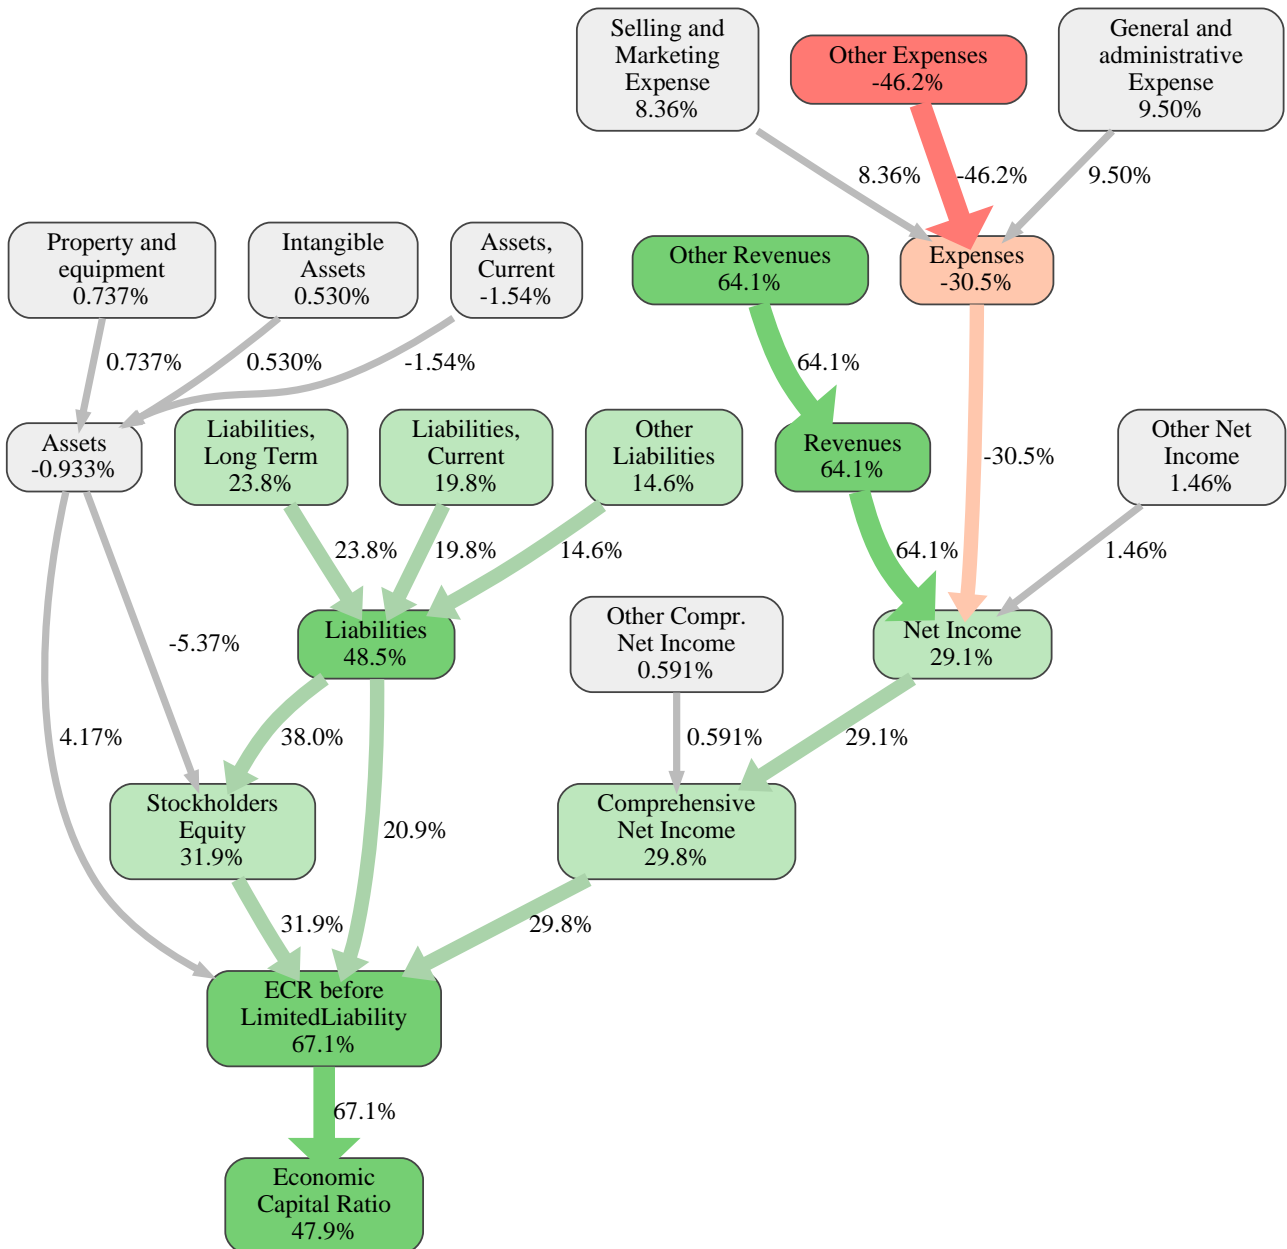 Selling and
Marketing
Expense
8.36%
Other Expenses
-46.2%
General and
administrative
Expense
9.50%
8.36%
-46.2%
9.50%
Property and
equipment
0.737%
Intangible
Assets
0.530%
Assets,
Current
-1.54%
Other Revenues
64.1%
Expenses
-30.5%
0.737%
0.530%
-1.54%
64.1%
Assets
-0.933%
Liabilities,
Long Term
23.8%
Liabilities,
Current
19.8%
Other
Liabilities
14.6%
Revenues
64.1%
-30.5%
Other Net
Income
1.46%
23.8%
19.8%
14.6%
64.1%
1.46%
-5.37%
Liabilities
48.5%
Other Compr.
Net Income
0.591%
Net Income
29.1%
4.17%
38.0%
0.591%
29.1%
Stockholders
Equity
31.9%
20.9%
Comprehensive
Net Income
29.8%
31.9%
29.8%
ECR before
LimitedLiability
67.1%
67.1%
Economic
Capital Ratio
47.9%